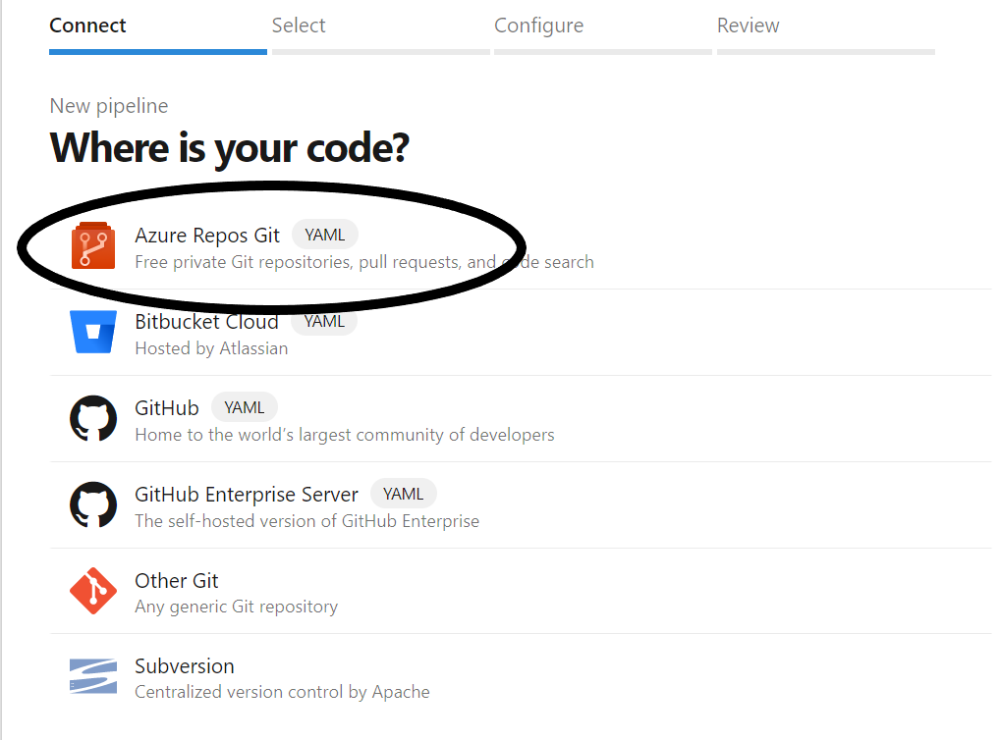 Connect Select Configure Review
New pipeline
Where is your code?
Azure Repos Git YAML
Free private Git repositories, pull requests, and code search
Bitbucket Cloud YAML
Hosted by Atlassian
GitHub YAML
Home to the world's largest community of developers
GitHub Enterprise Server YAML
The self-hosted version of GitHub Enterprise
Other Git
Any generic Git repository
Subversion
Centralized version control by Apache